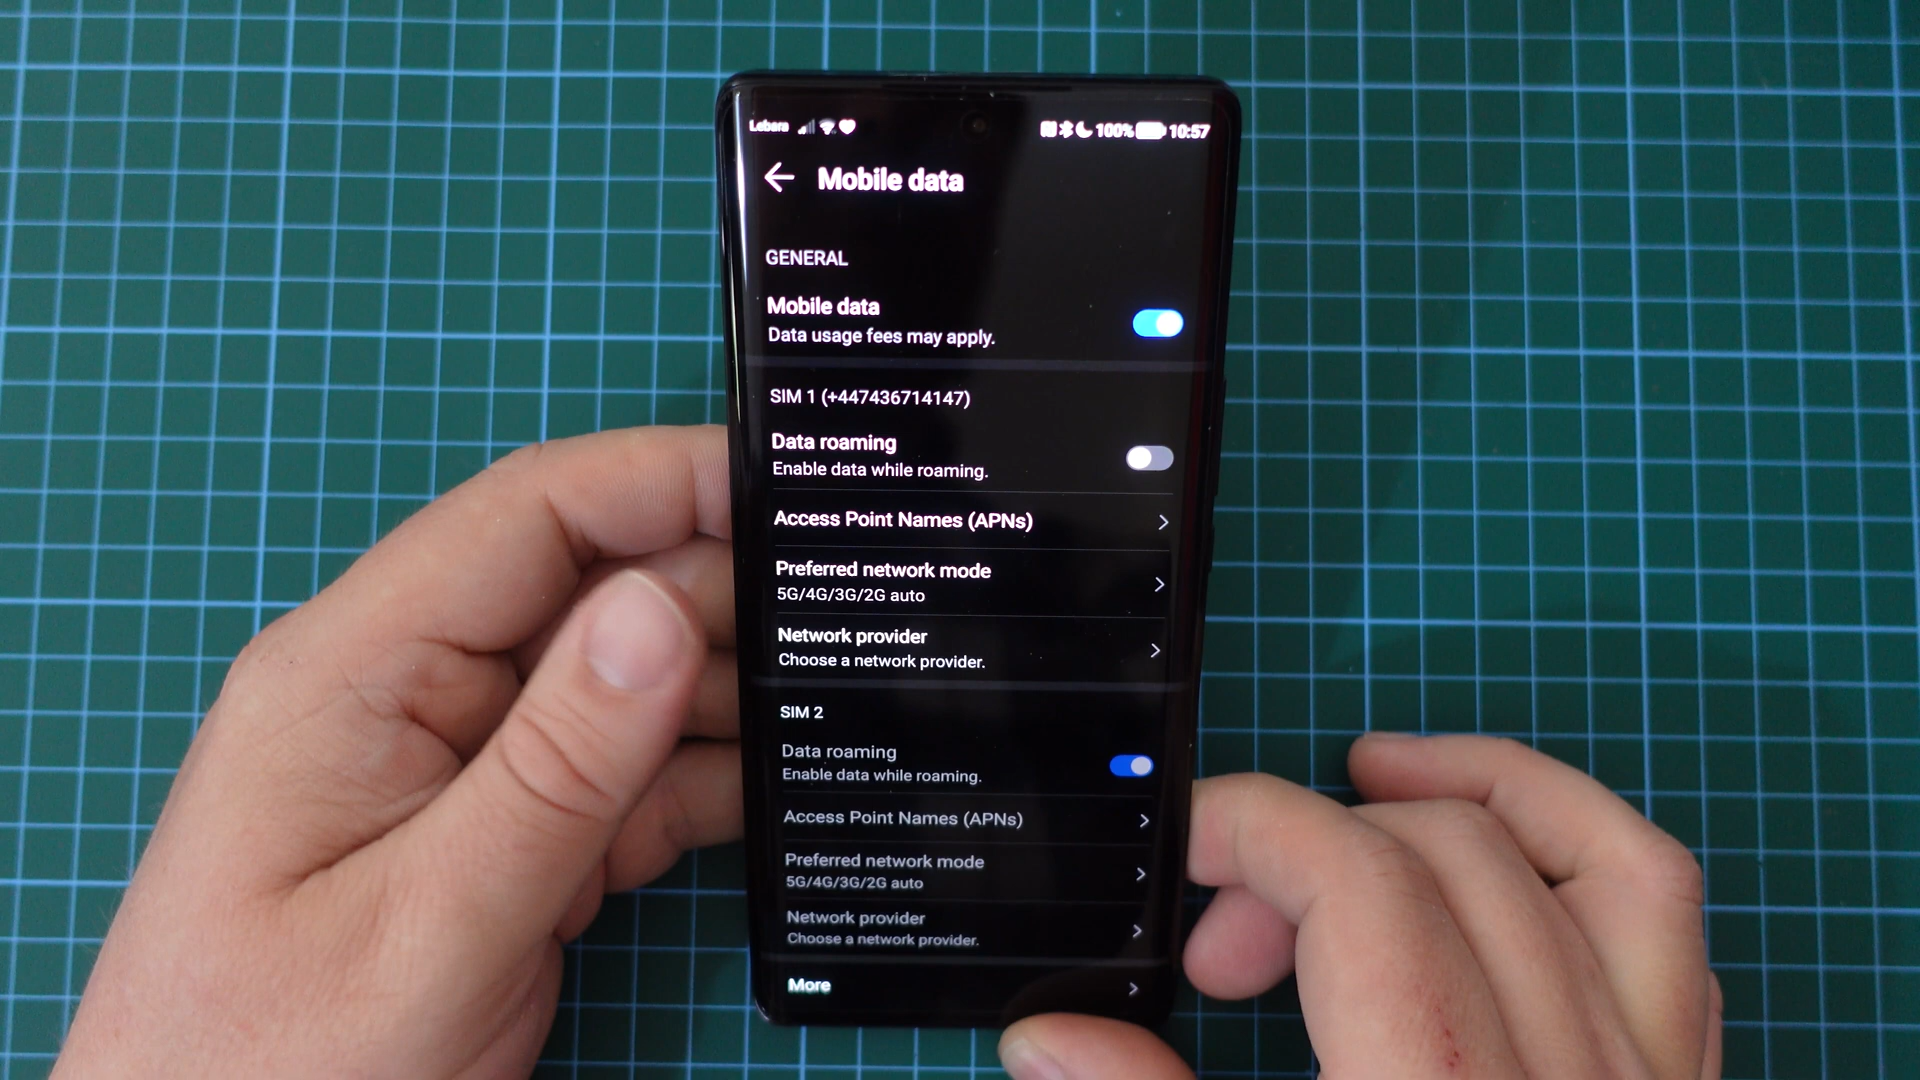 Lebara 100% 10:57
Mobile data
GENERAL
Mobile data
Data usage fees may apply.
SIM 1 (+447436714147)
Data roaming
Enable data while roaming.
Access Point Names (APNs)
Preferred network mode
5G/4G/3G/2G auto
Network provider
Choose a network provider.
SIM 2
Data roaming
Enable data while roaming.
Access Point Names (APNs)
Preferred network mode
5G/4G/3G/2G auto
Network provider
Choose a network provider.
More